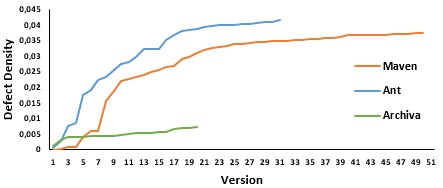 0,045
0,04
0,035
0,03
0,025
0,02
0,015
0,01
0,005
0
Defect Density
Maven
Ant
Archiva
1 3 5 7 9 11 13 15 17 19 21 23 25 27 29 31 33 35 37 39 41 43 45 47 49 51
Version